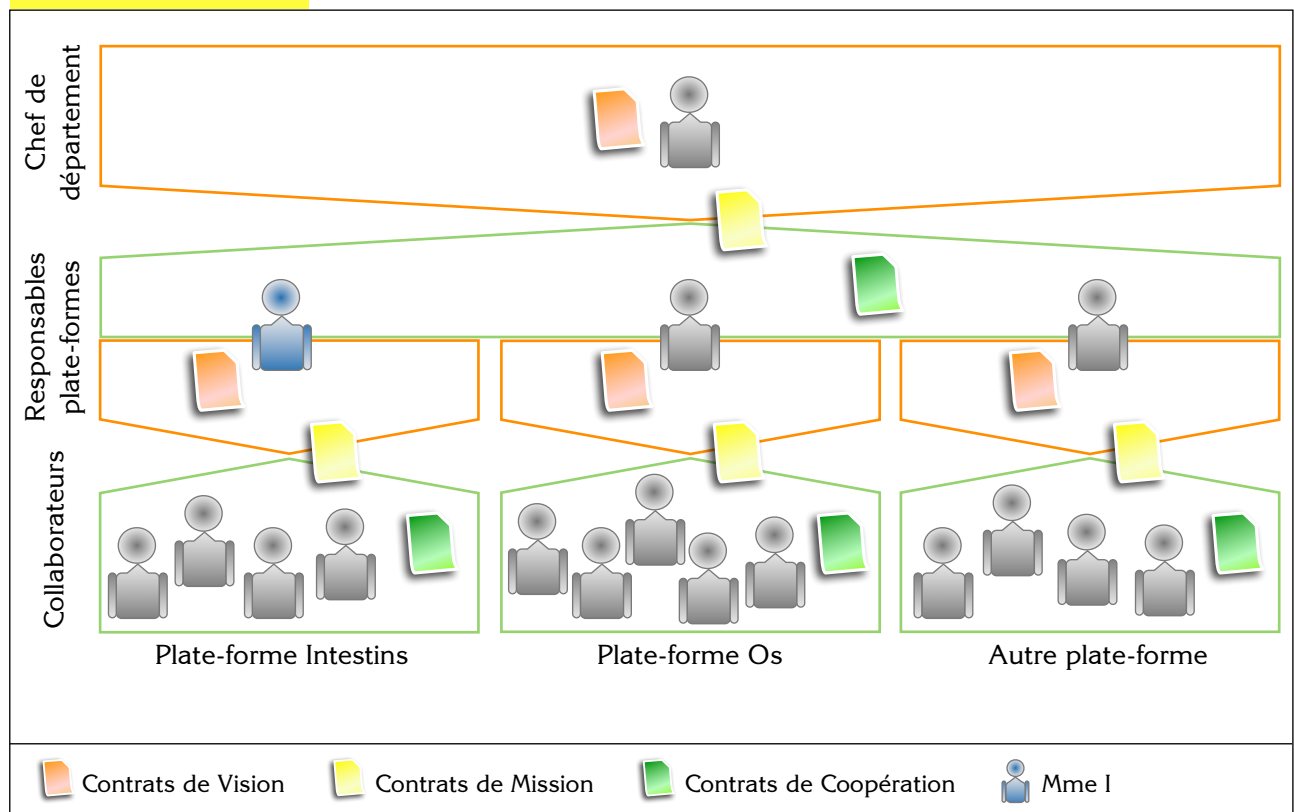 Chef de
département
Responsables
plate-formes
Collaborateurs
Plate-forme Intestins
Plate-forme Os
Autre plate-forme
Contrats de Vision
Contrats de Mission
Contrats de Coopération
Mme I